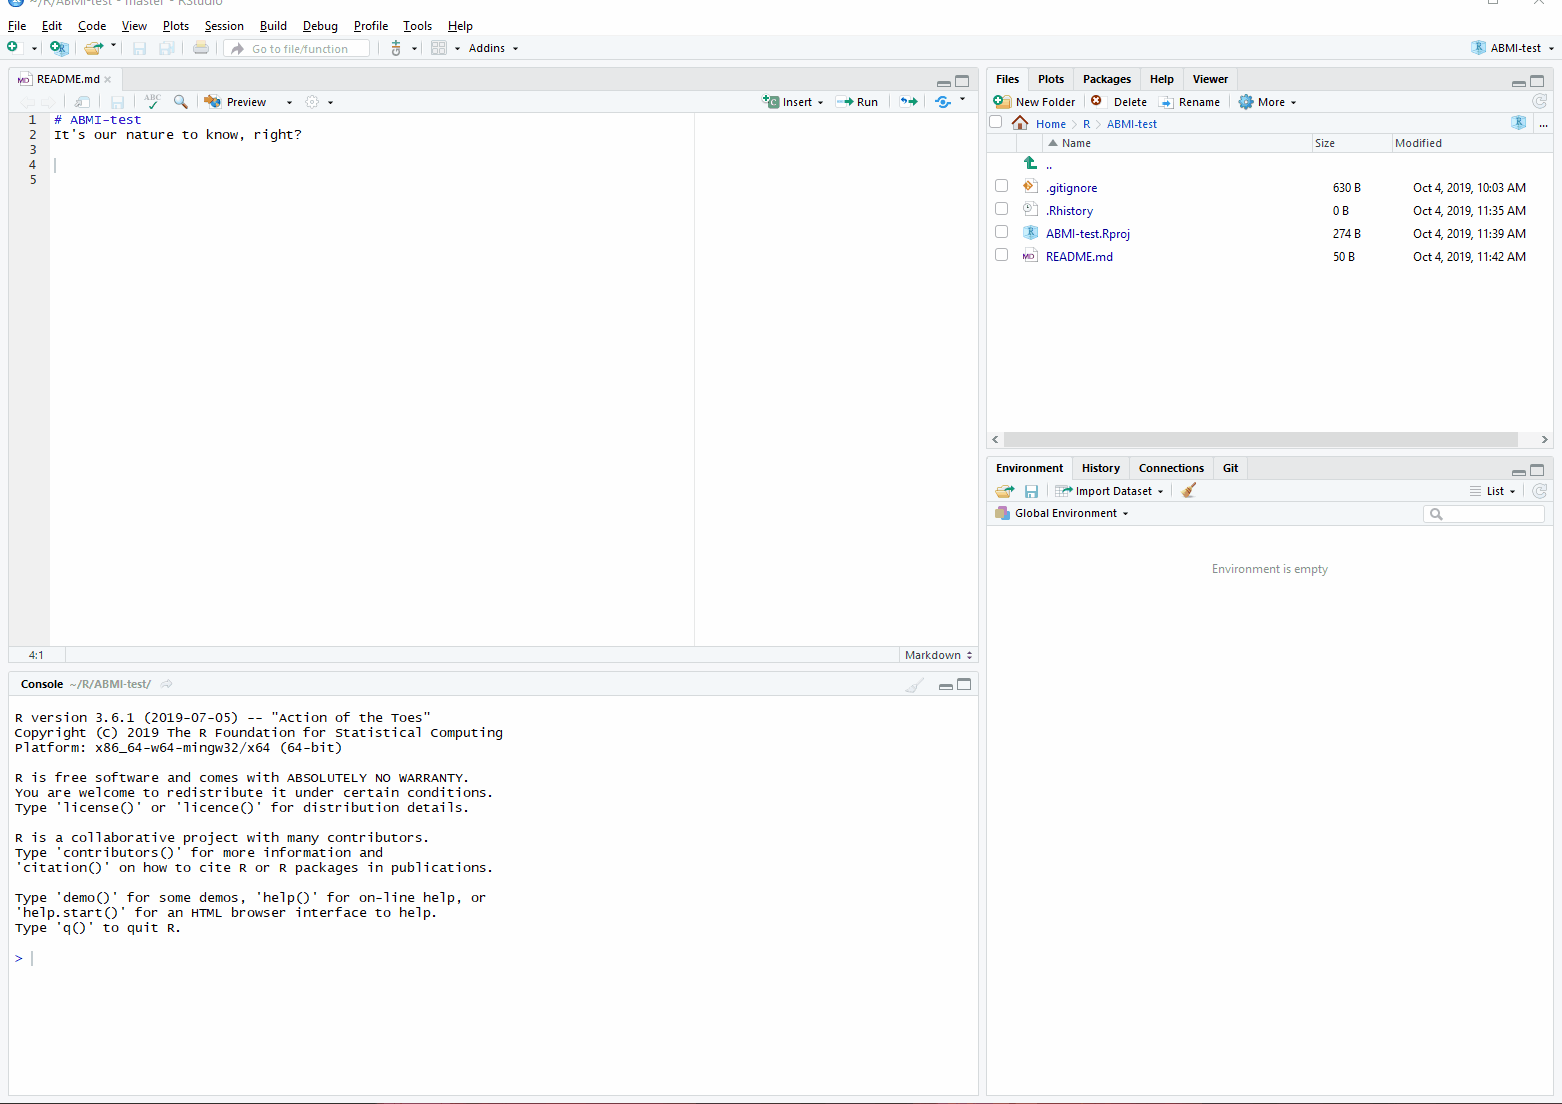 ~/R/ABMI-test - master - RStudio
File Edit Code View Plots Session Build Debug Profile Tools Help
Go to file/function Addins ABMI-test
README.md
ABC Preview Insert Run
1 # ABMI-test
2 It's our nature to know, right?
3
4
5
4:1 Markdown
Console ~/R/ABMI-test/
R version 3.6.1 (2019-07-05) -- "Action of the Toes"
Copyright (C) 2019 The R Foundation for Statistical Computing
Platform: x86_64-w64-mingw32/x64 (64-bit)
R is free software and comes with ABSOLUTELY NO WARRANTY.
You are welcome to redistribute it under certain conditions.
Type 'license()' or 'licence()' for distribution details.
R is a collaborative project with many contributors.
Type 'contributors()' for more information and
'citation()' on how to cite R or R packages in publications.
Type 'demo()' for some demos, 'help()' for on-line help, or
'help.start()' for an HTML browser interface to help.
Type 'q()' to quit R.
>
Files Plots Packages Help Viewer
New Folder Delete Rename More
Home R ABMI-test ...
Name Size Modified
..
.gitignore 630 B Oct 4, 2019, 10:03 AM
.Rhistory 0 B Oct 4, 2019, 11:35 AM
ABMI-test.Rproj 274 B Oct 4, 2019, 11:39 AM
MD README.md 50 B Oct 4, 2019, 11:42 AM
Environment History Connections Git
Import Dataset List
Global Environment
Environment is empty